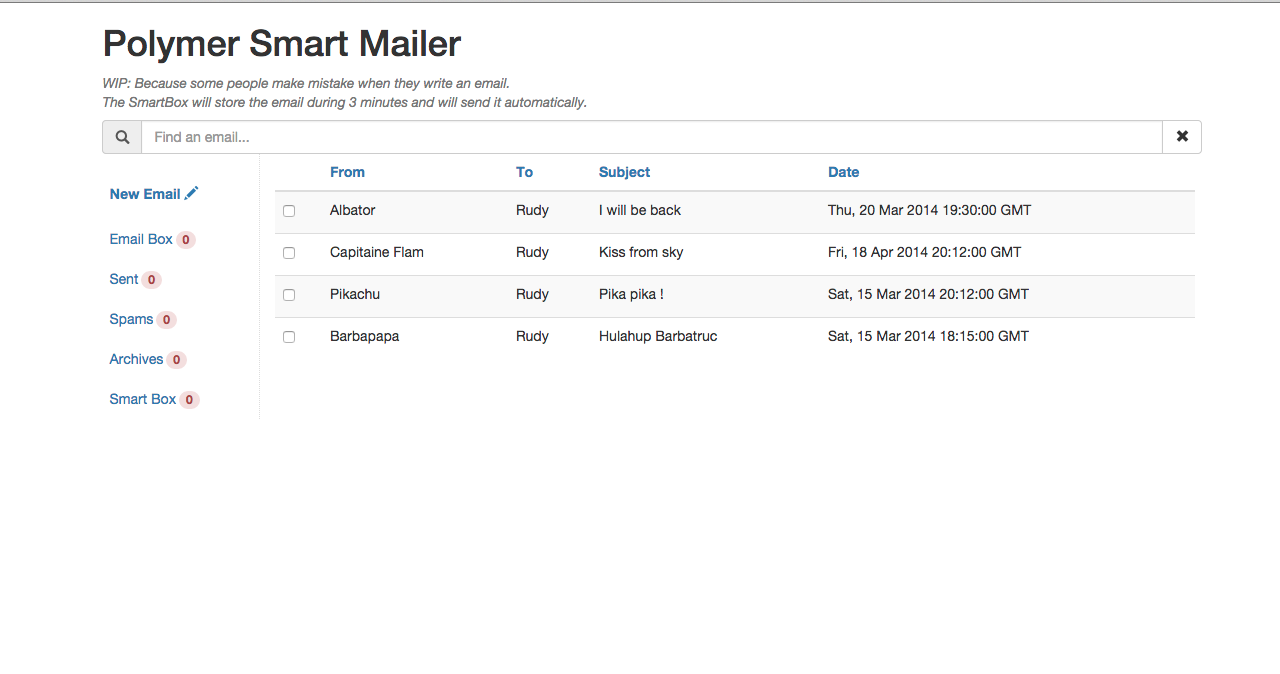 Polymer Smart Mailer
WIP: Because some people make mistake when they write an email.
The SmartBox will store the email during 3 minutes and will send it automatically.
Find an email...
New Email
Email Box 0
Sent 0
Spams 0
Archives 0
Smart Box 0
From To Subject Date
Albator Rudy I will be back Thu, 20 Mar 2014 19:30:00 GMT
Capitaine Flam Rudy Kiss from sky Fri, 18 Apr 2014 20:12:00 GMT
Pikachu Rudy Pika pika ! Sat, 15 Mar 2014 20:12:00 GMT
Barbapapa Rudy Hulahup Barbatruc Sat, 15 Mar 2014 18:15:00 GMT